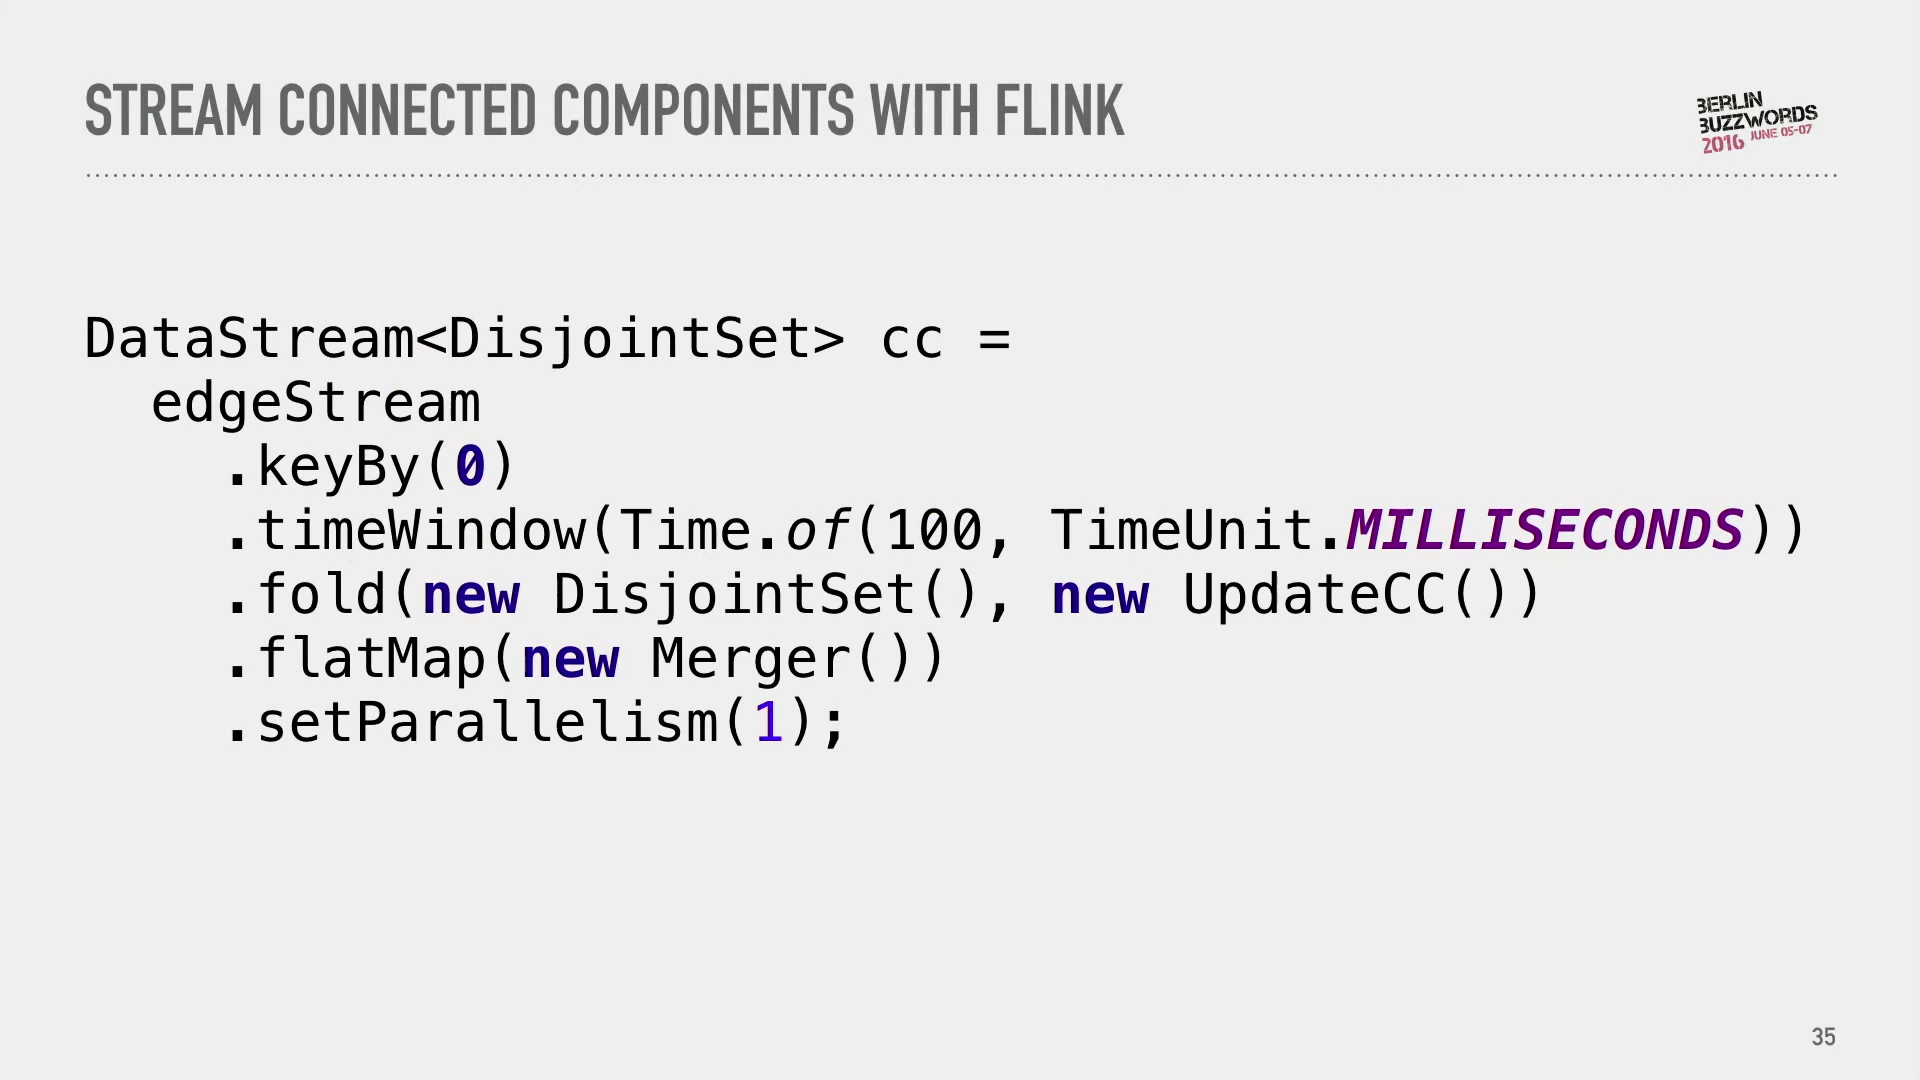 STREAM CONNECTED COMPONENTS WITH FLINK
BERLIN
BUZZWORDS
2016 JUNE 05-07
DataStream<DisjointSet> cc =
edgeStream
.keyBy(0)
.timeWindow(Time.of(100, TimeUnit.MILLISECONDS))
.fold(new DisjointSet(), new UpdateCC())
.flatMap(new Merger())
.setParallelism(1);
35